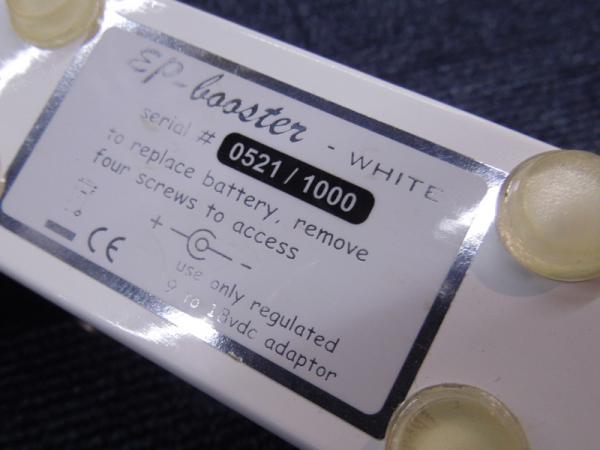 EP-booster - WHITE
serial # 0521 / 1000
to replace battery, remove
four screws to access
+ -
CE
use only regulated
9 to 18vdc adaptor